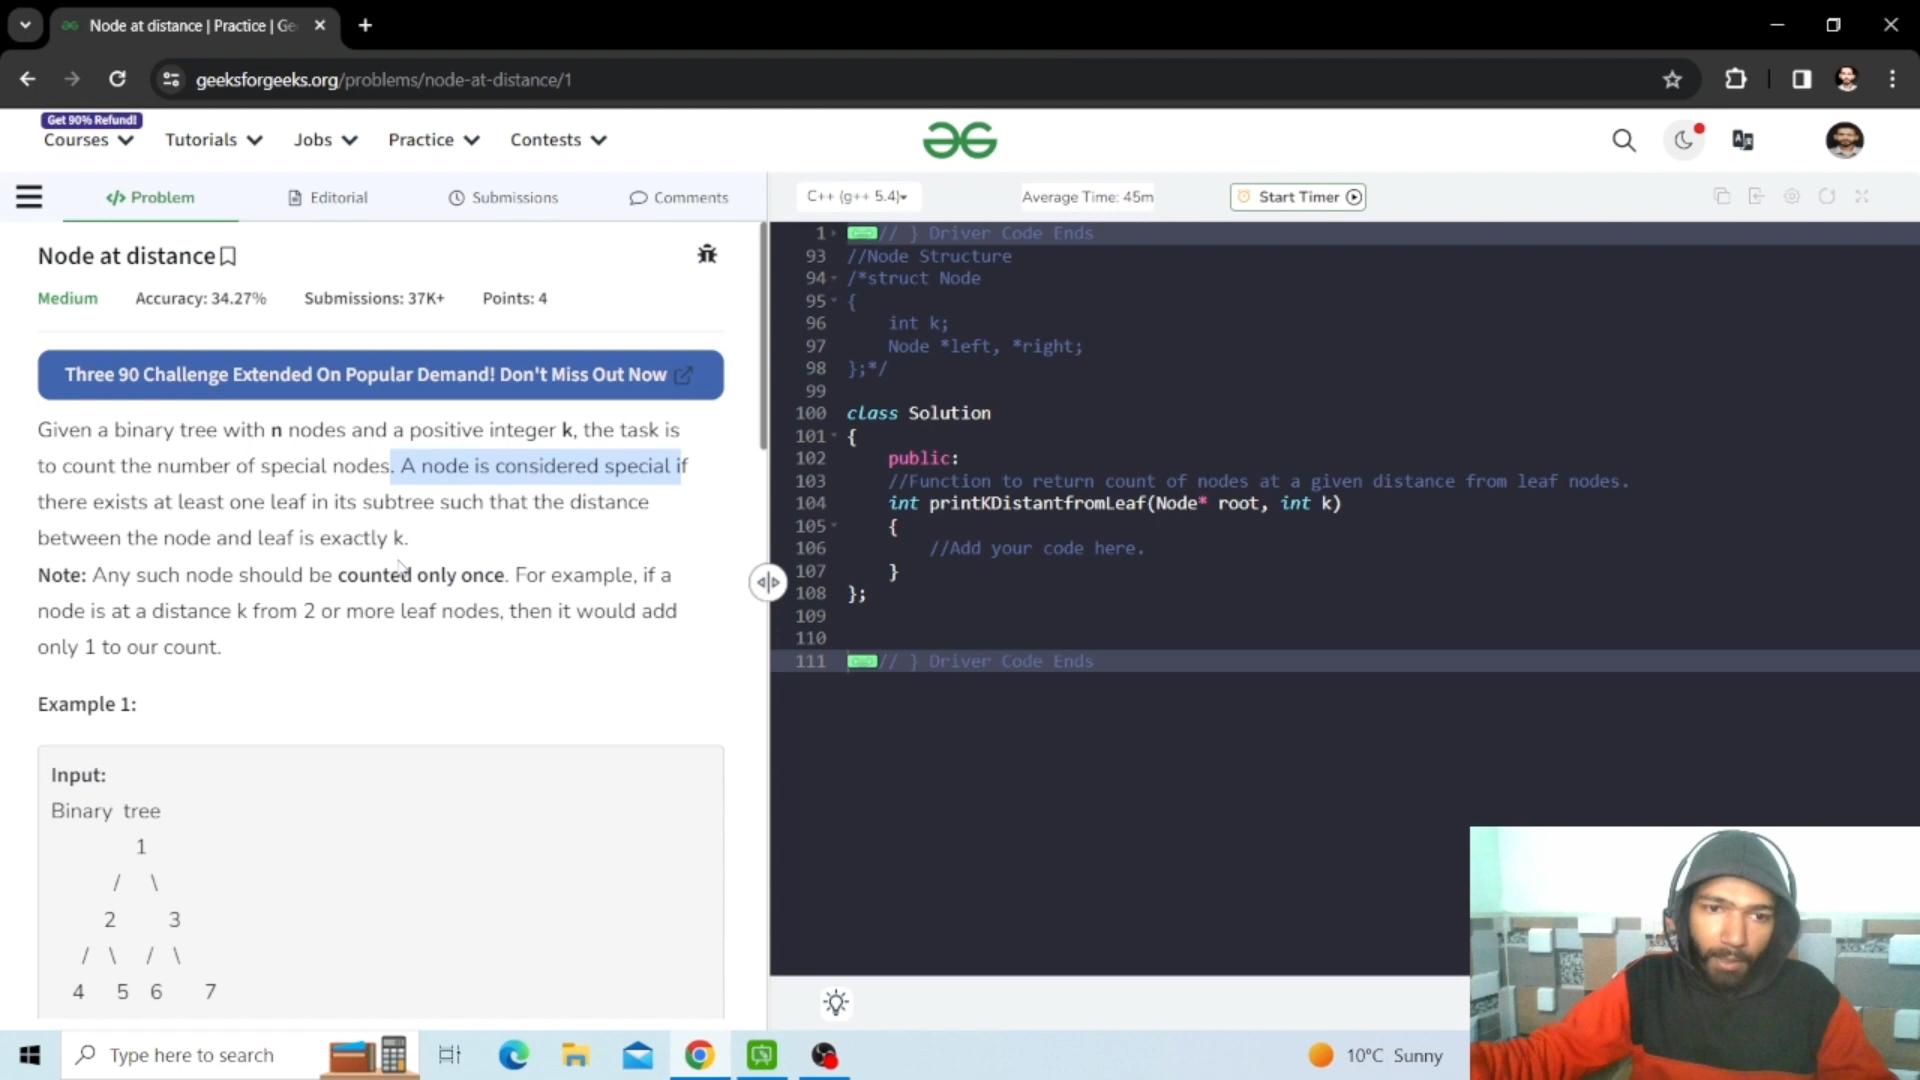 Node at distance | Practice | Ge
geeksforgeeks.org/problems/node-at-distance/1
Get 90% Refund!
Courses
Tutorials
Jobs
Practice
Contests
</> Problem
Editorial
Submissions
Comments
C++ (g++ 5.4)
Average Time: 45m
Start Timer
Node at distance
Medium
Accuracy: 34.27%
Submissions: 37K+
Points: 4
Three 90 Challenge Extended On Popular Demand! Don't Miss Out Now
Given a binary tree with n nodes and a positive integer k, the task is
to count the number of special nodes. A node is considered special if
there exists at least one leaf in its subtree such that the distance
between the node and leaf is exactly k.
Note: Any such node should be counted only once. For example, if a
node is at a distance k from 2 or more leaf nodes, then it would add
only 1 to our count.
Example 1:
Input:
Binary tree
1
/ \
2 3
/ \ / \
4 5 6 7
1 // } Driver Code Ends
93 //Node Structure
94 /*struct Node
95 {
96 int k;
97 Node *left, *right;
98 };*/
99
100 class Solution
101 {
102 public:
103 //Function to return count of nodes at a given distance from leaf nodes.
104 int printKDistantfromLeaf(Node* root, int k)
105 {
106 //Add your code here.
107 }
108 };
109
110
111 // } Driver Code Ends
Type here to search
10°C Sunny